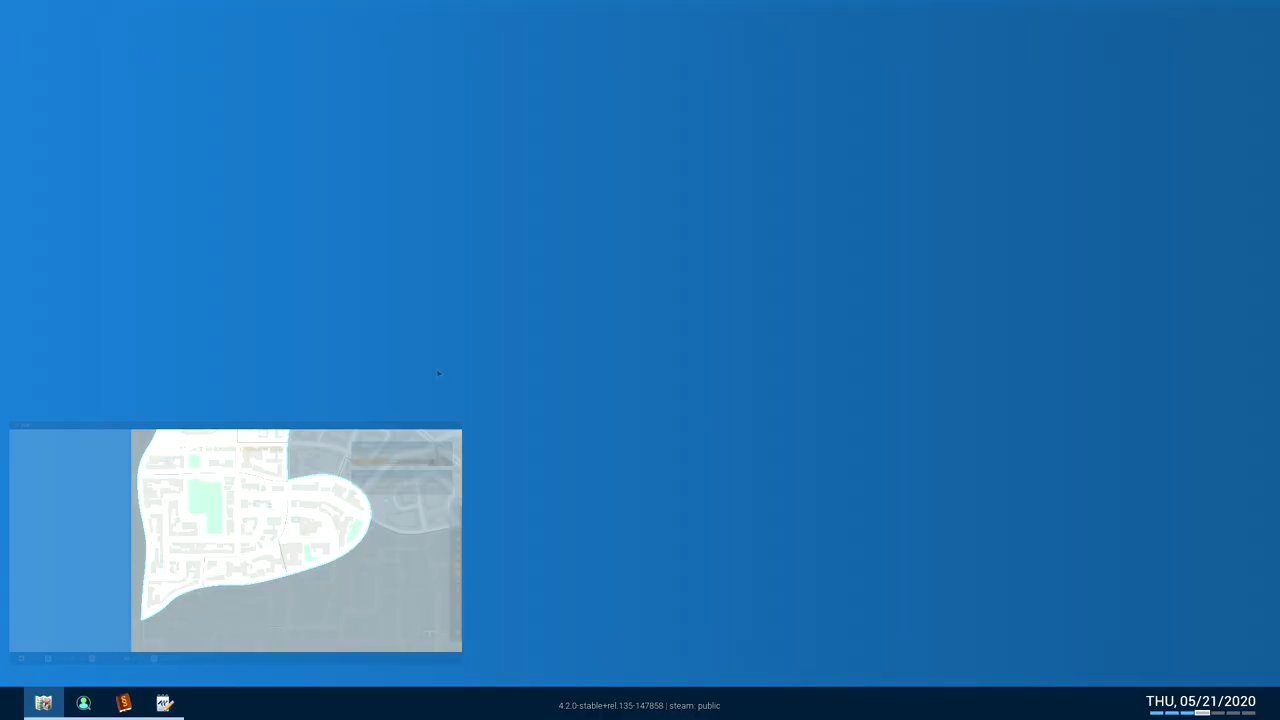 4.2.0-stable+rel.135-147858 | steam: public
THU, 05/21/2020